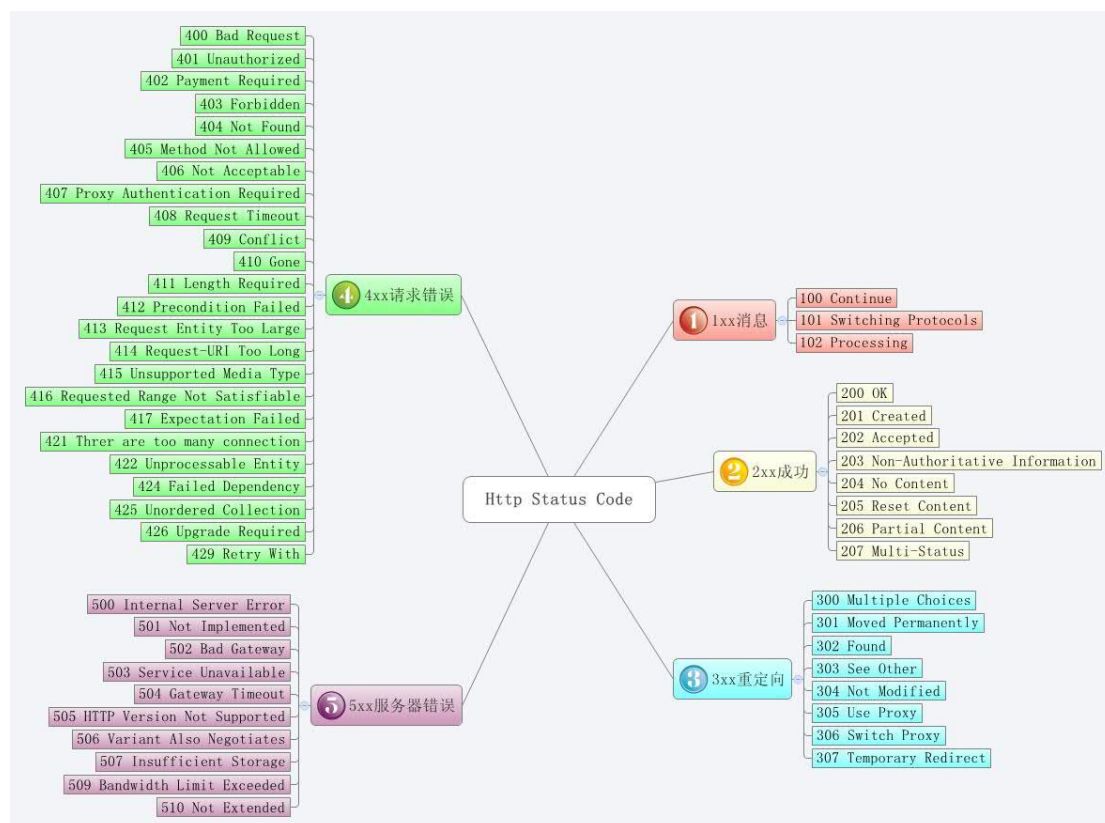 Http Status Code
1xx消息
100 Continue
101 Switching Protocols
102 Processing
2xx成功
200 OK
201 Created
202 Accepted
203 Non-Authoritative Information
204 No Content
205 Reset Content
206 Partial Content
207 Multi-Status
3xx重定向
300 Multiple Choices
301 Moved Permanently
302 Found
303 See Other
304 Not Modified
305 Use Proxy
306 Switch Proxy
307 Temporary Redirect
4xx请求错误
400 Bad Request
401 Unauthorized
402 Payment Required
403 Forbidden
404 Not Found
405 Method Not Allowed
406 Not Acceptable
407 Proxy Authentication Required
408 Request Timeout
409 Conflict
410 Gone
411 Length Required
412 Precondition Failed
413 Request Entity Too Large
414 Request-URI Too Long
415 Unsupported Media Type
416 Requested Range Not Satisfiable
417 Expectation Failed
421 Threr are too many connection
422 Unprocessable Entity
424 Failed Dependency
425 Unordered Collection
426 Upgrade Required
429 Retry With
5xx服务器错误
500 Internal Server Error
501 Not Implemented
502 Bad Gateway
503 Service Unavailable
504 Gateway Timeout
505 HTTP Version Not Supported
506 Variant Also Negotiates
507 Insufficient Storage
509 Bandwidth Limit Exceeded
510 Not Extended